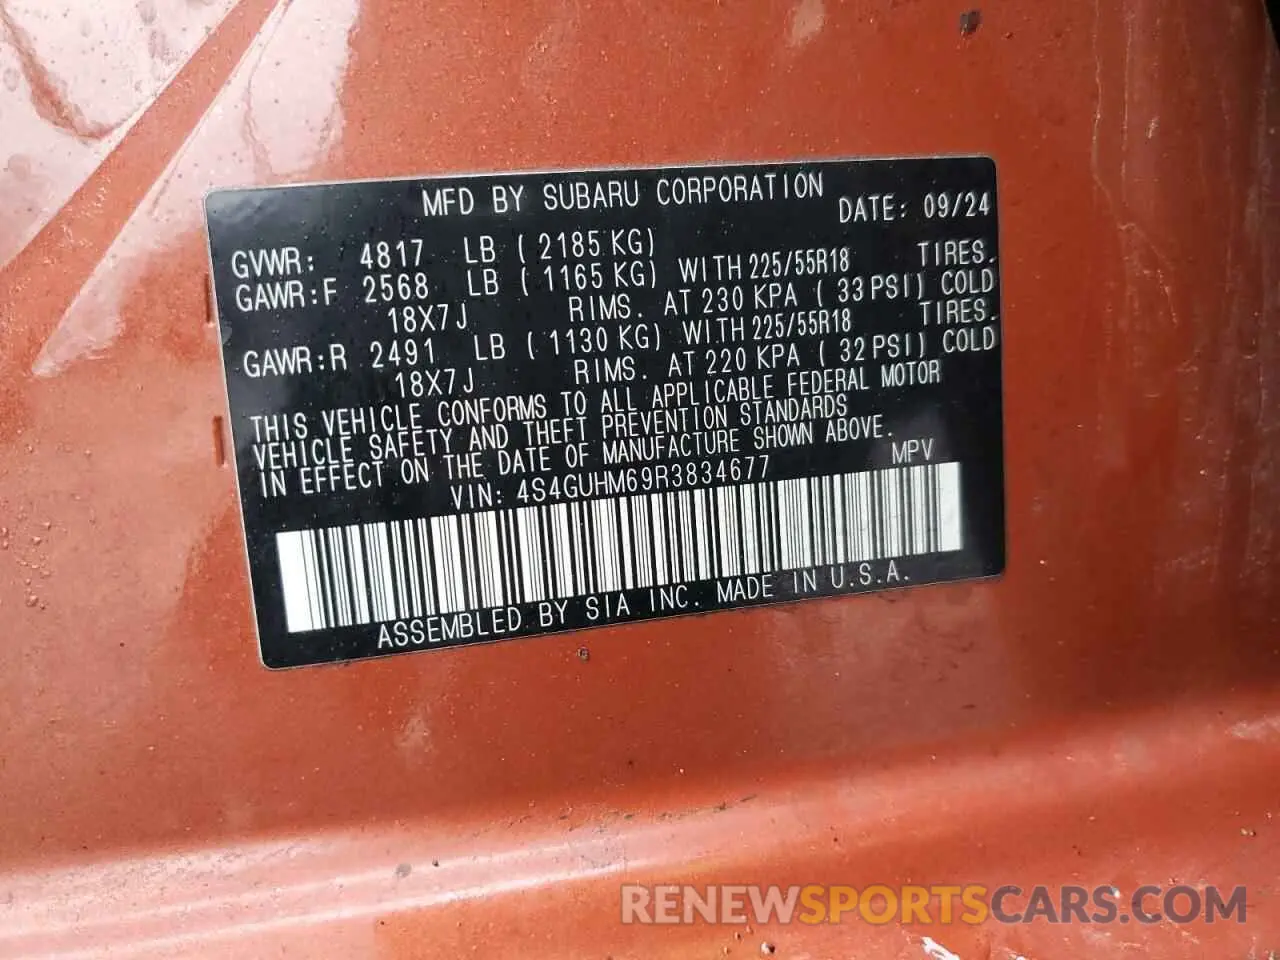 MFD BY SUBARU CORPORATION
DATE: 09/24
GVWR: 4817 LB (2185 KG)
GAWR:F 2568 LB (1165 KG) WITH 225/55R18 TIRES.
18X7J RIMS. AT 230 KPA (33 PSI) COLD
GAWR:R 2491 LB (1130 KG) WITH 225/55R18 TIRES.
18X7J RIMS. AT 220 KPA (32 PSI) COLD
THIS VEHICLE CONFORMS TO ALL APPLICABLE FEDERAL MOTOR
VEHICLE SAFETY AND THEFT PREVENTION STANDARDS
IN EFFECT ON THE DATE OF MANUFACTURE SHOWN ABOVE.
VIN: 4S4GUHM69R3834677 MPV
ASSEMBLED BY SIA INC. MADE IN U.S.A.
RENEWSPORTSCARS.COM